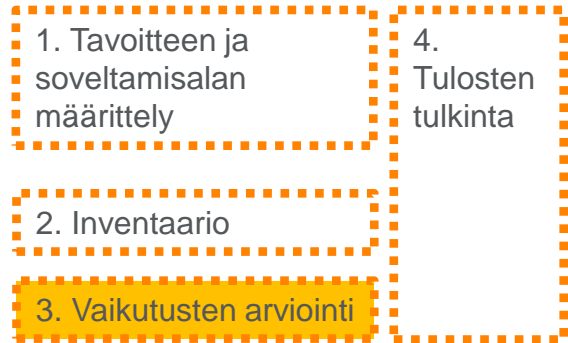 1. Tavoitteen ja
soveltamisalan
määrittely
2. Inventaario
3. Vaikutusten arviointi
4.
Tulosten
tulkinta